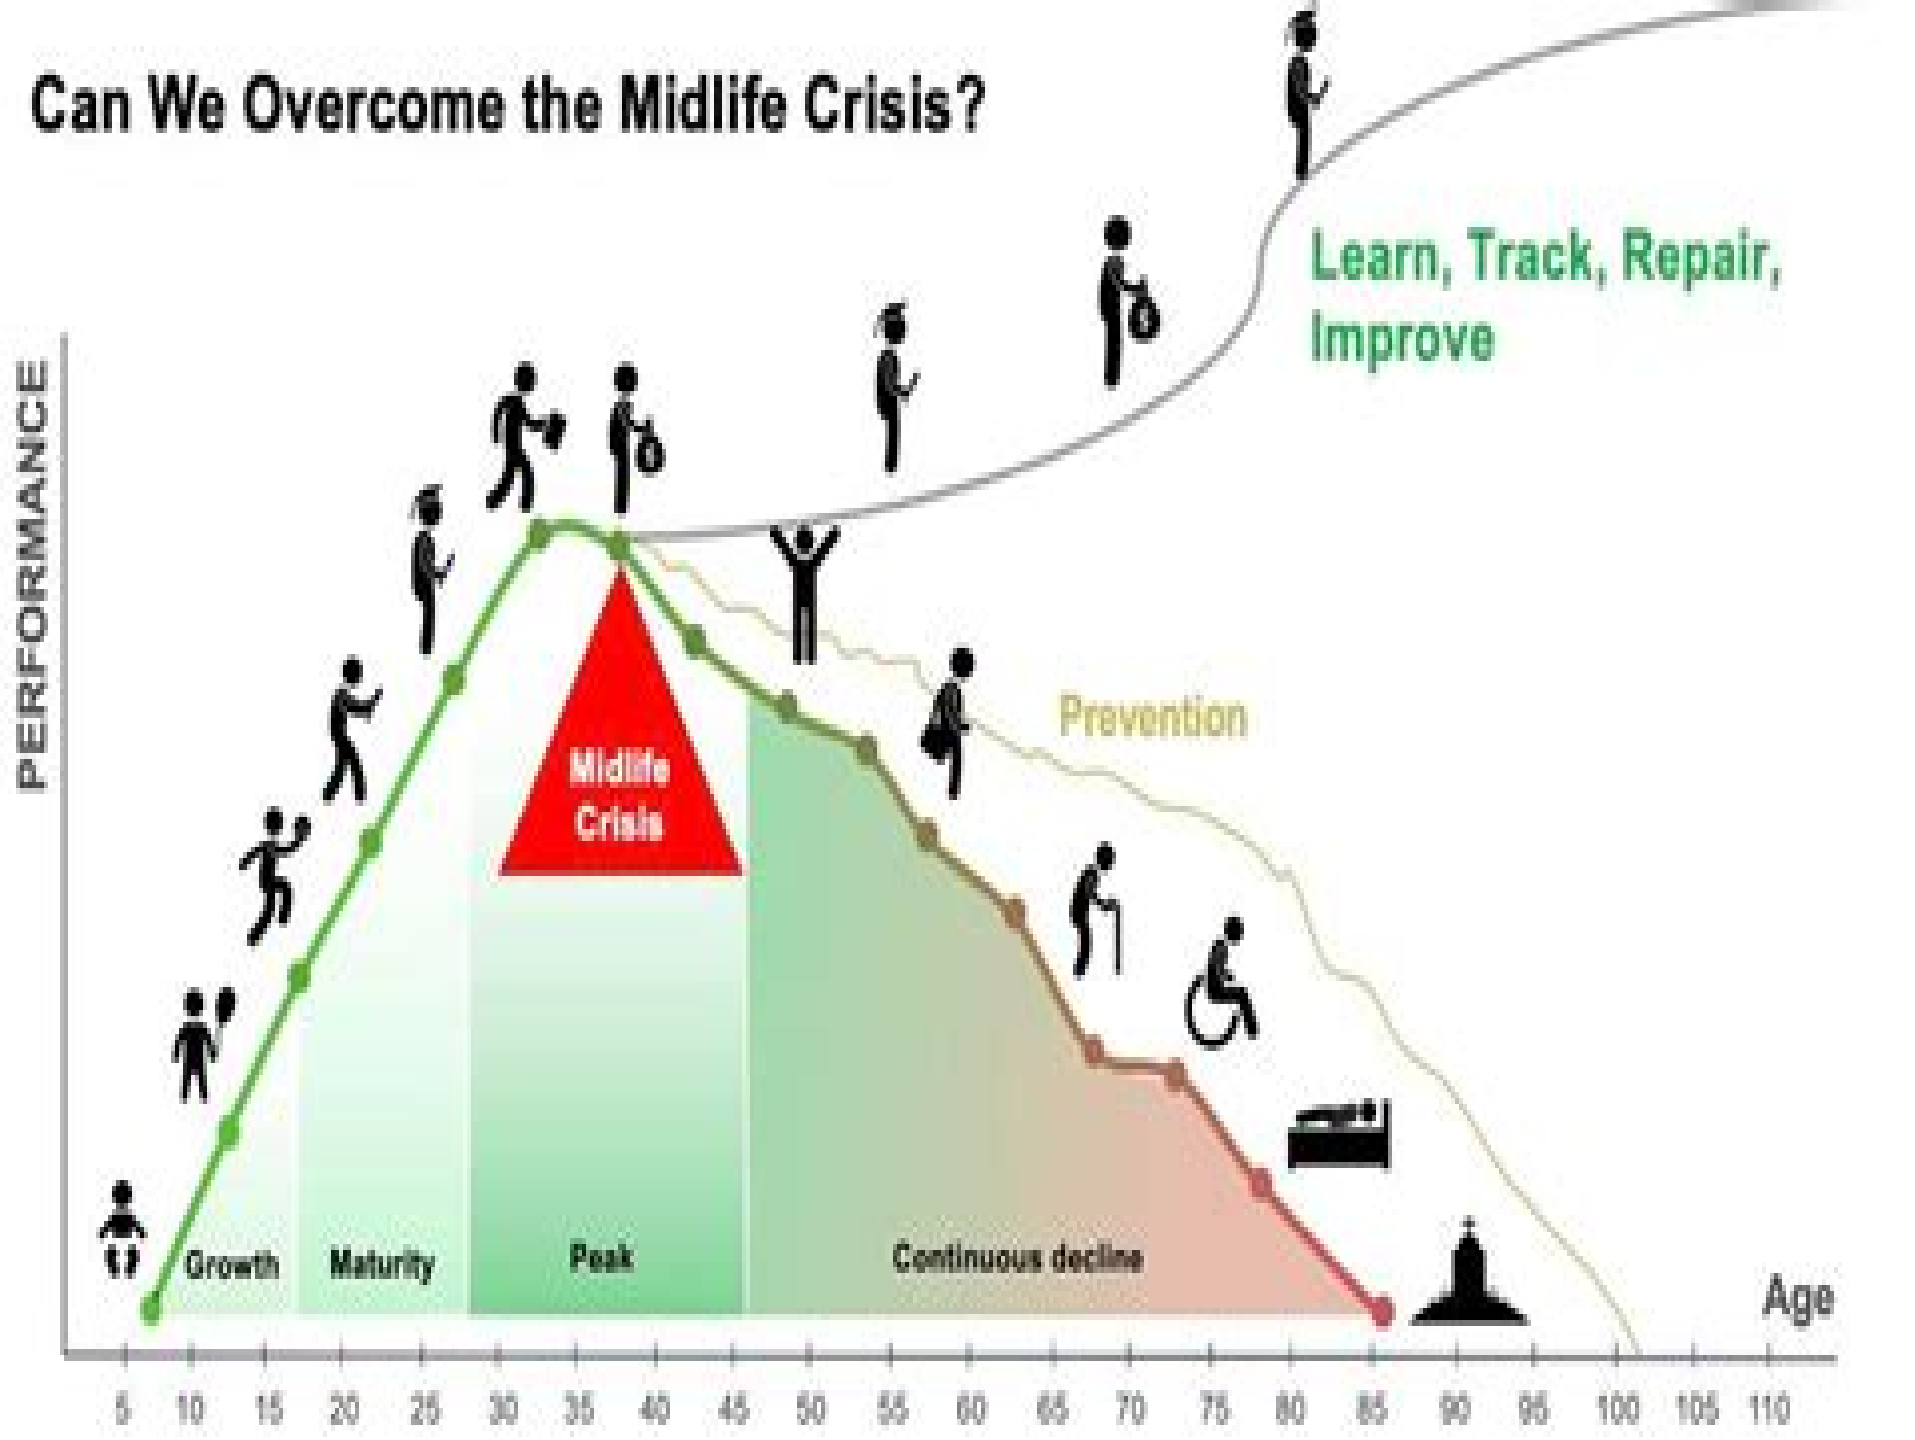 Can We Overcome the Midlife Crisis?
Learn, Track, Repair,
Improve
PERFORMANCE
Prevention
Midlife
Crisis
Growth
Maturity
Peak
Continuous decline
Age
5 10 15 20 25 30 35 40 45 50 55 60 65 70 75 80 85 90 95 100 105 110